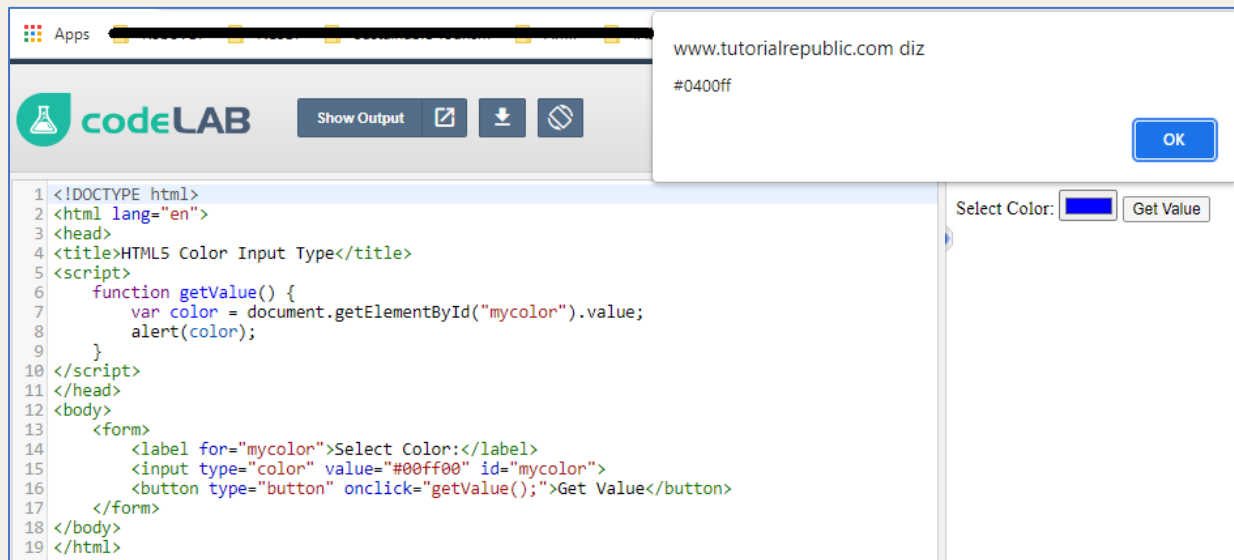 Apps
www.tutorialrepublic.com diz
#0400ff
OK
codeLAB
Show Output
1 <!DOCTYPE html>
2 <html lang="en">
3 <head>
4 <title>HTML5 Color Input Type</title>
5 <script>
6     function getValue() {
7         var color = document.getElementById("mycolor").value;
8         alert(color);
9     }
10 </script>
11 </head>
12 <body>
13     <form>
14         <label for="mycolor">Select Color:</label>
15         <input type="color" value="#00ff00" id="mycolor">
16         <button type="button" onclick="getValue();">Get Value</button>
17     </form>
18 </body>
19 </html>
Select Color: Get Value